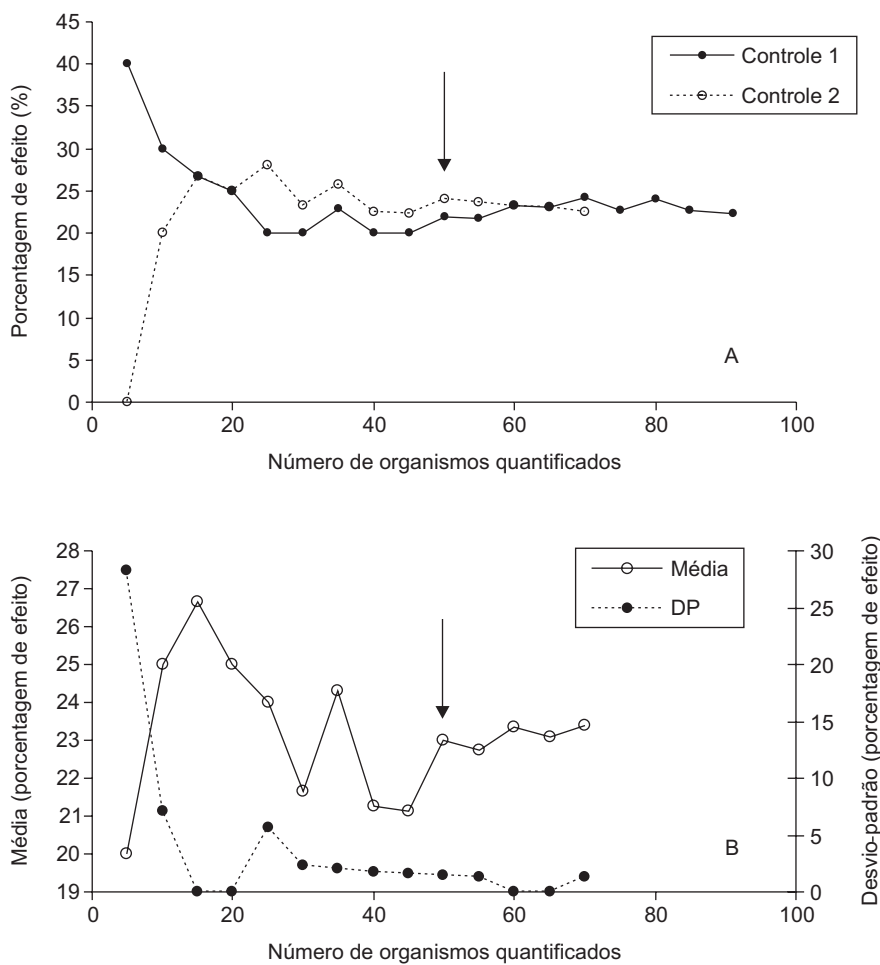 45
40
35
30
25
20
15
10
5
0
Porcentagem de efeito (%)
Controle 1
Controle 2
A
0 20 40 60 80 100
Número de organismos quantificados
28
27
26
25
24
23
22
21
20
19
Média (porcentagem de efeito)
Média
DP
B
30
25
20
15
10
5
0
Desvio-padrão (porcentagem de efeito)
0 20 40 60 80 100
Número de organismos quantificados